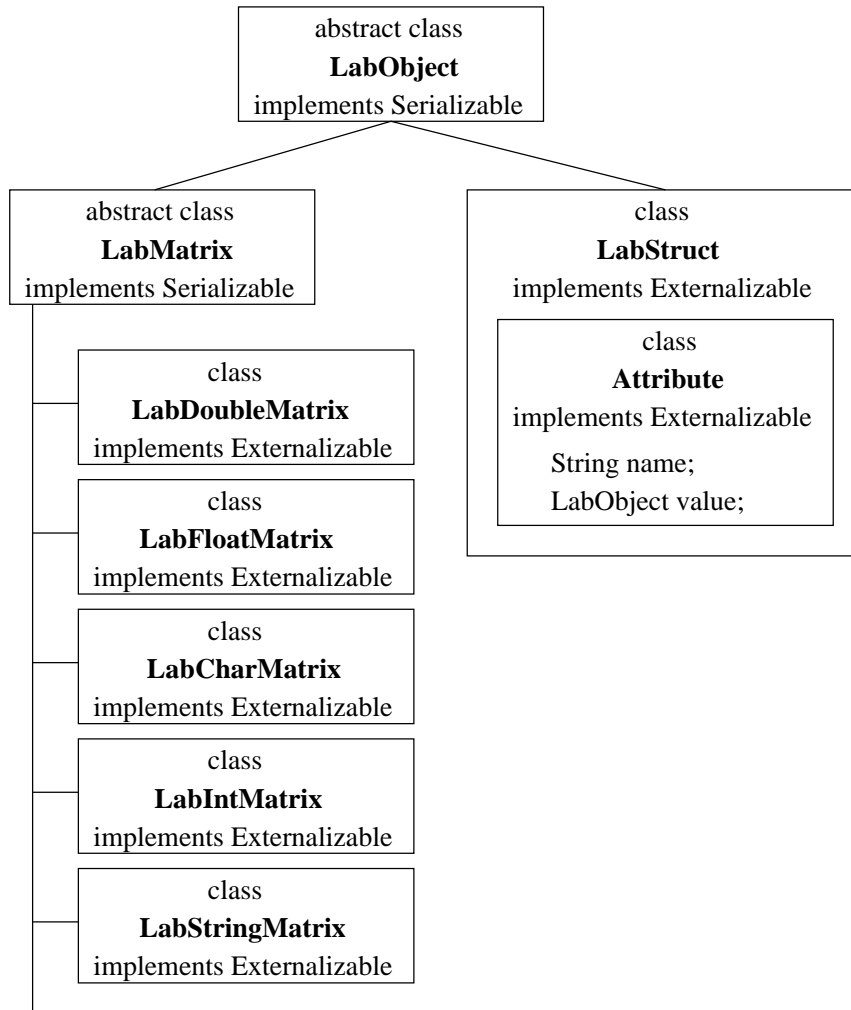 abstract class
LabObject
implements Serializable
abstract class
LabMatrix
implements Serializable
class
LabStruct
implements Externalizable
class
Attribute
implements Externalizable
String name;
LabObject value;
class
LabDoubleMatrix
implements Externalizable
class
LabFloatMatrix
implements Externalizable
class
LabCharMatrix
implements Externalizable
class
LabIntMatrix
implements Externalizable
class
LabStringMatrix
implements Externalizable